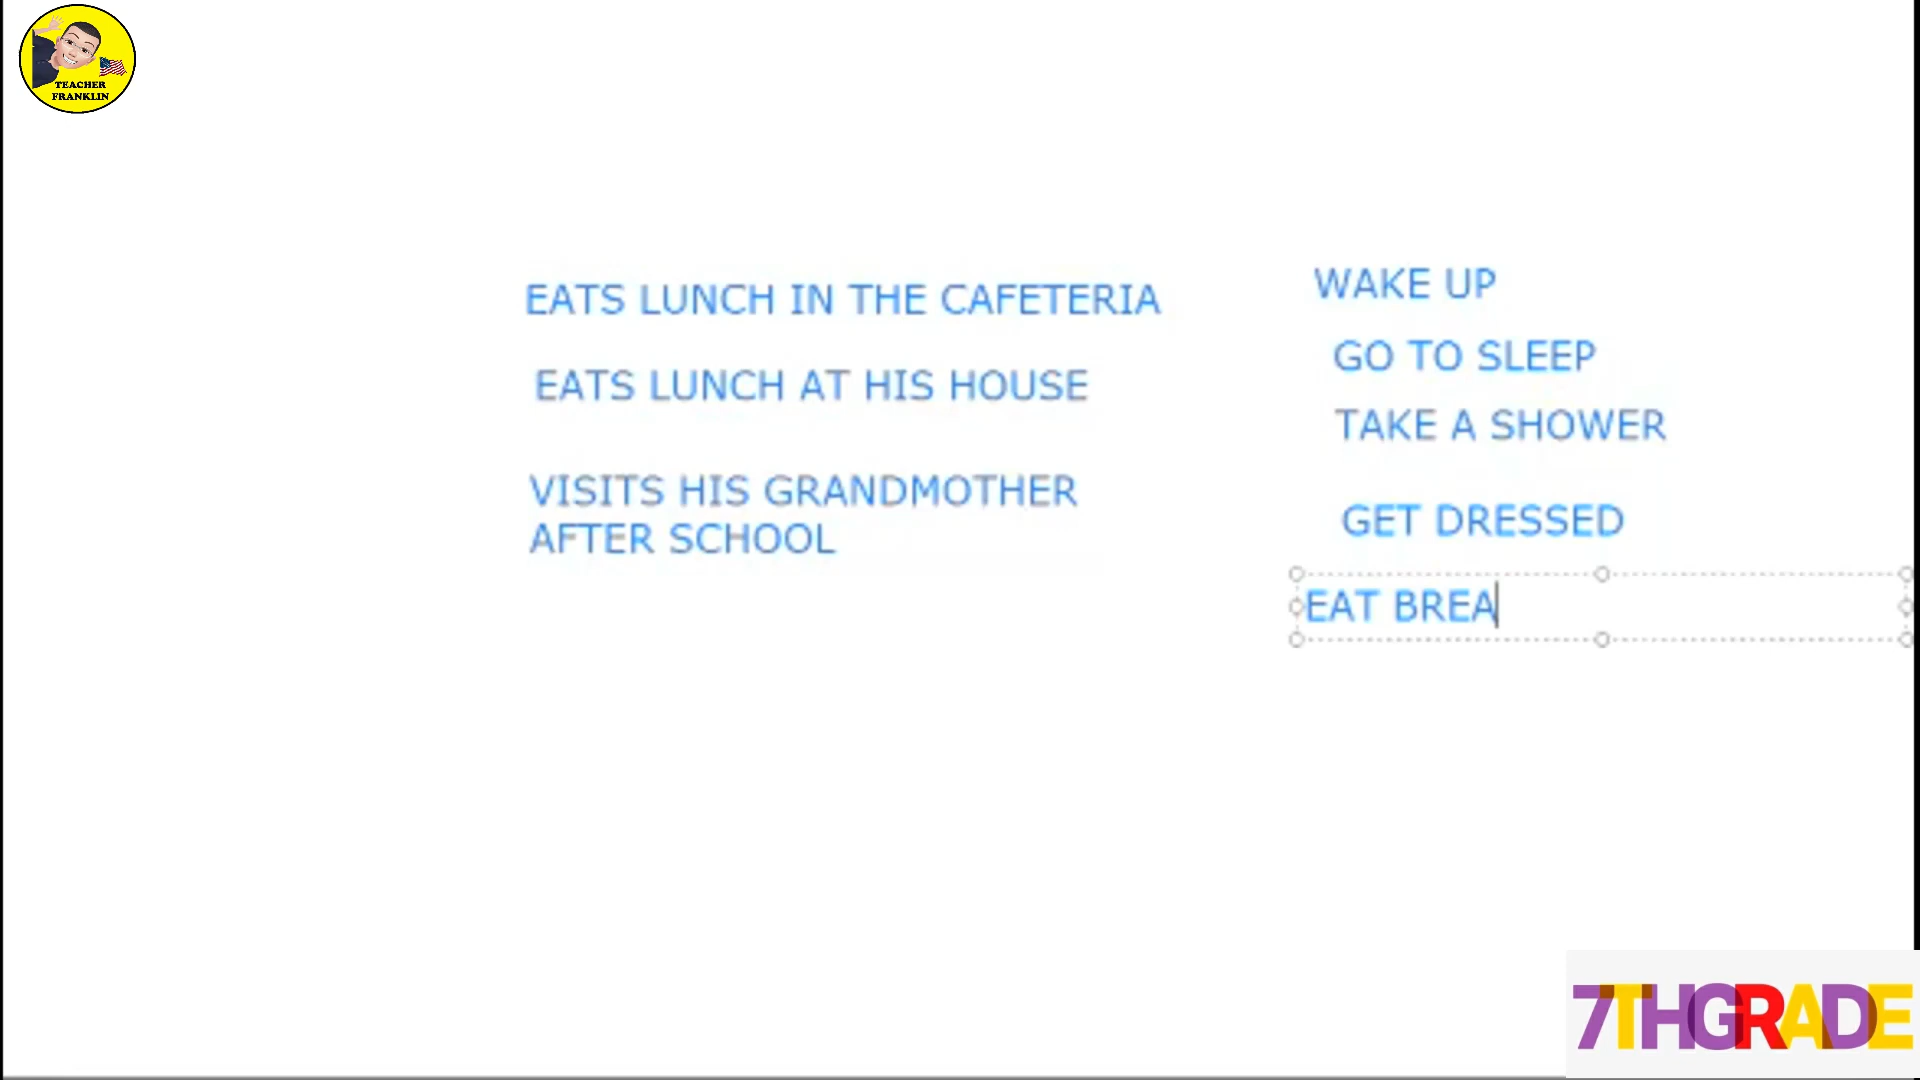 TEACHER
FRANKLIN
EATS LUNCH IN THE CAFETERIA
EATS LUNCH AT HIS HOUSE
VISITS HIS GRANDMOTHER
AFTER SCHOOL
WAKE UP
GO TO SLEEP
TAKE A SHOWER
GET DRESSED
EAT BREA
7THGRADE